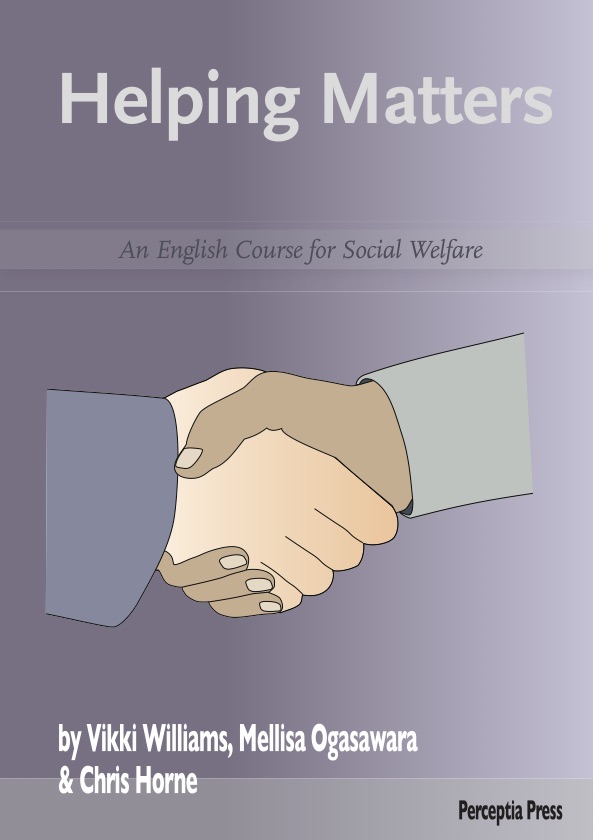 Helping Matters
An English Course for Social Welfare
by Vikki Williams, Mellisa Ogasawara
& Chris Horne
Perceptia Press